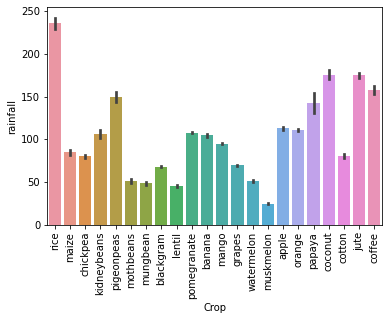 250
200
150
100
50
0
rainfall
rice
maize
chickpea
kidneybeans
pigeonpeas
mothbeans
mungbean
blackgram
lentil
pomegranate
banana
mango
grapes
watermelon
muskmelon
apple
orange
papaya
coconut
cotton
jute
coffee
Crop